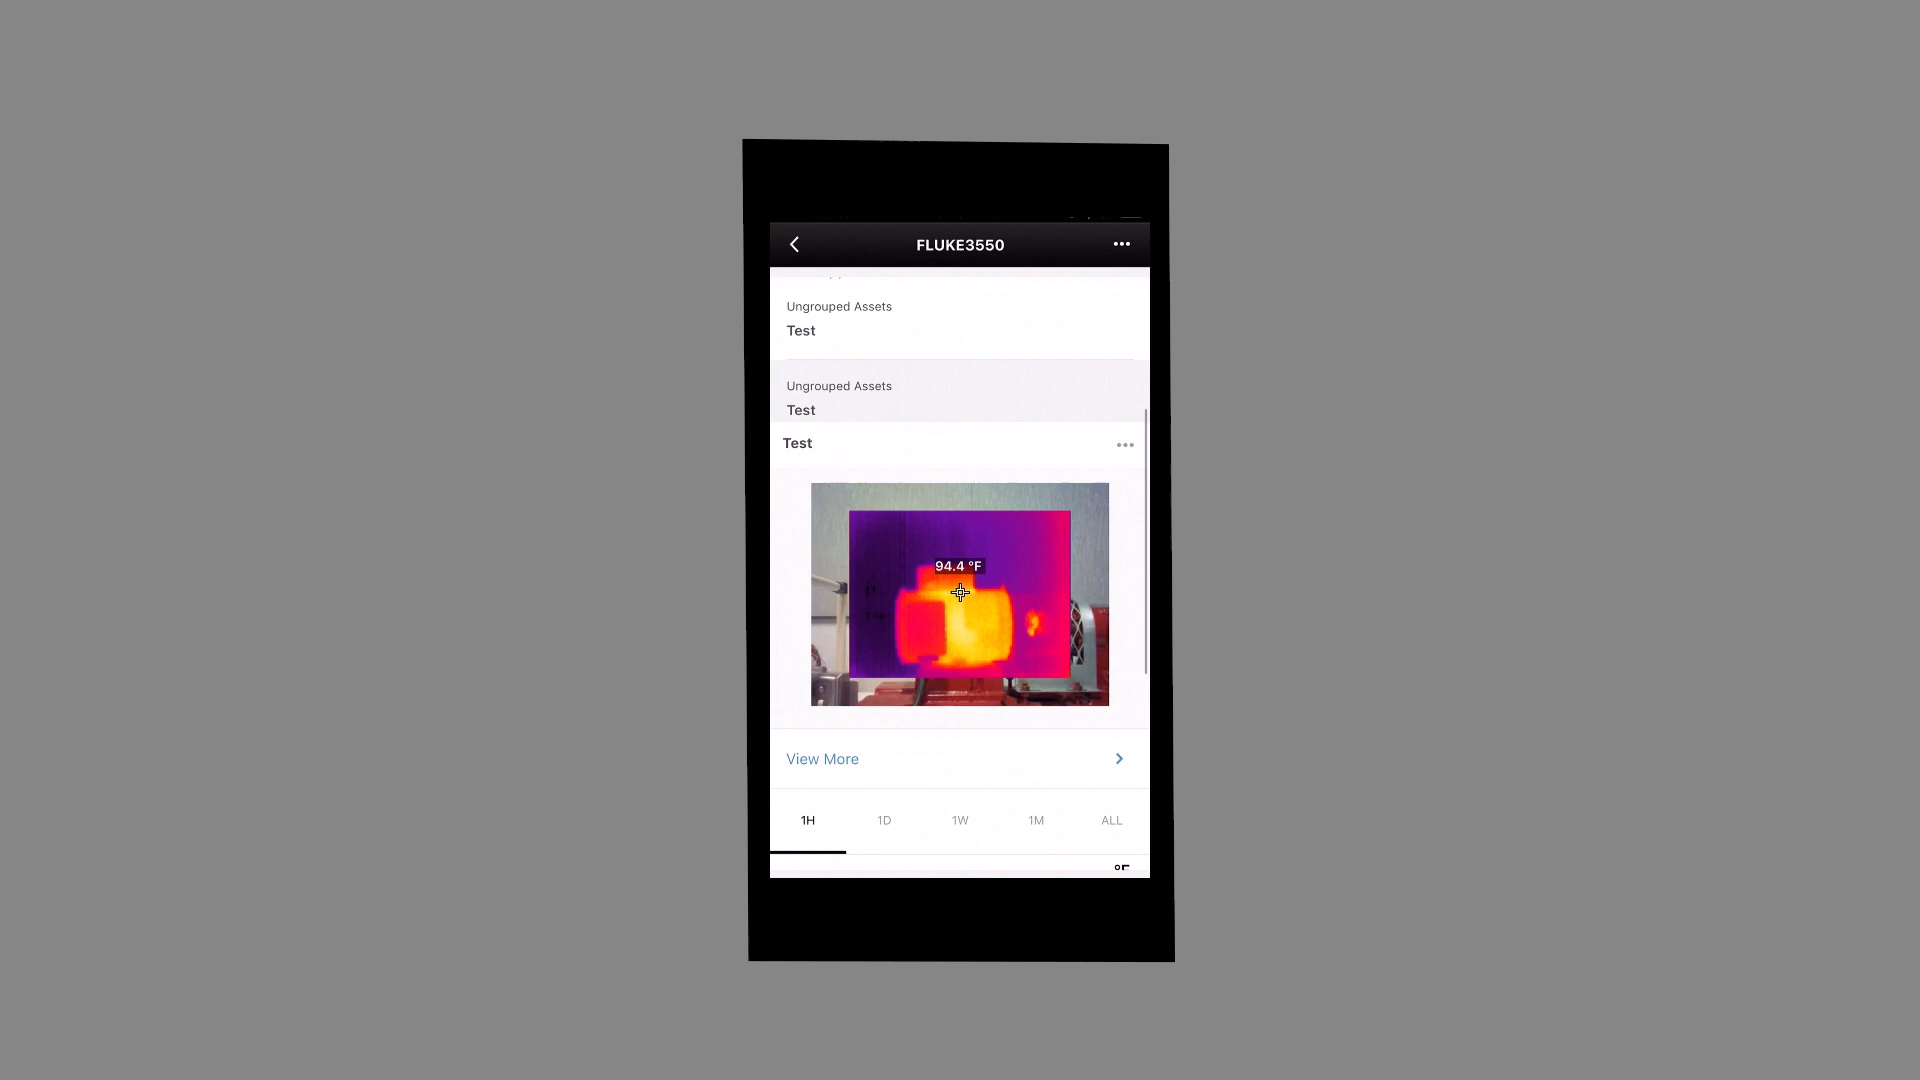 FLUKE3550
Ungrouped Assets
Test
Ungrouped Assets
Test
Test
94.4 °F
View More
1H 1D 1W 1M ALL
°F